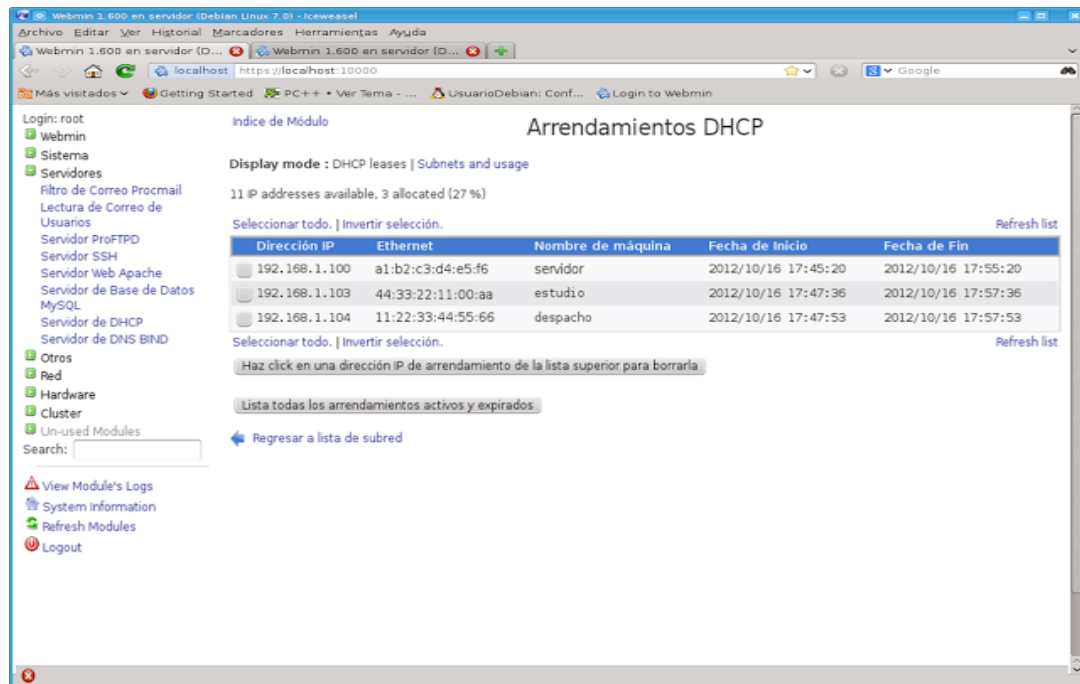 Webmin 1.600 en servidor (Debian Linux 7.0) - Iceweasel
Archivo Editar Ver Historial Marcadores Herramientas Ayuda
Webmin 1.600 en servidor (D... Webmin 1.600 en servidor (D...
localhost https://localhost:10000 Google
Más visitados Getting Started PC++ • Ver Tema - ... UsuarioDebian: Conf... Login to Webmin
Login: root
Webmin
Sistema
Servidores
Filtro de Correo Procmail
Lectura de Correo de
Usuarios
Servidor ProFTPD
Servidor SSH
Servidor Web Apache
Servidor de Base de Datos
MySQL
Servidor de DHCP
Servidor de DNS BIND
Otros
Red
Hardware
Cluster
Un-used Modules
Search:
View Module's Logs
System Information
Refresh Modules
Logout
Indice de Módulo
Arrendamientos DHCP
Display mode : DHCP leases | Subnets and usage
11 IP addresses available, 3 allocated (27 %)
Seleccionar todo. | Invertir selección. Refresh list
Dirección IP Ethernet Nombre de máquina Fecha de Inicio Fecha de Fin
192.168.1.100 a1:b2:c3:d4:e5:f6 servidor 2012/10/16 17:45:20 2012/10/16 17:55:20
192.168.1.103 44:33:22:11:00:aa estudio 2012/10/16 17:47:36 2012/10/16 17:57:36
192.168.1.104 11:22:33:44:55:66 despacho 2012/10/16 17:47:53 2012/10/16 17:57:53
Seleccionar todo. | Invertir selección. Refresh list
Haz click en una dirección IP de arrendamiento de la lista superior para borrarla
Lista todas los arrendamientos activos y expirados
Regresar a lista de subred